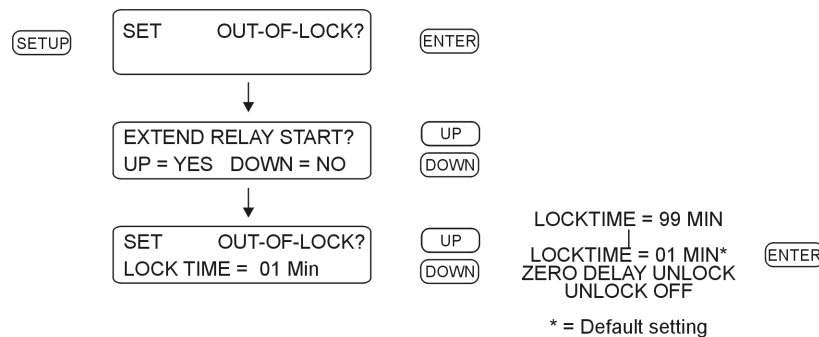 SETUP
SET OUT-OF-LOCK?
ENTER
EXTEND RELAY START?
UP = YES DOWN = NO
UP
DOWN
SET OUT-OF-LOCK?
LOCK TIME = 01 Min
UP
DOWN
LOCKTIME = 99 MIN
LOCKTIME = 01 MIN*
ZERO DELAY UNLOCK
UNLOCK OFF
ENTER
* = Default setting